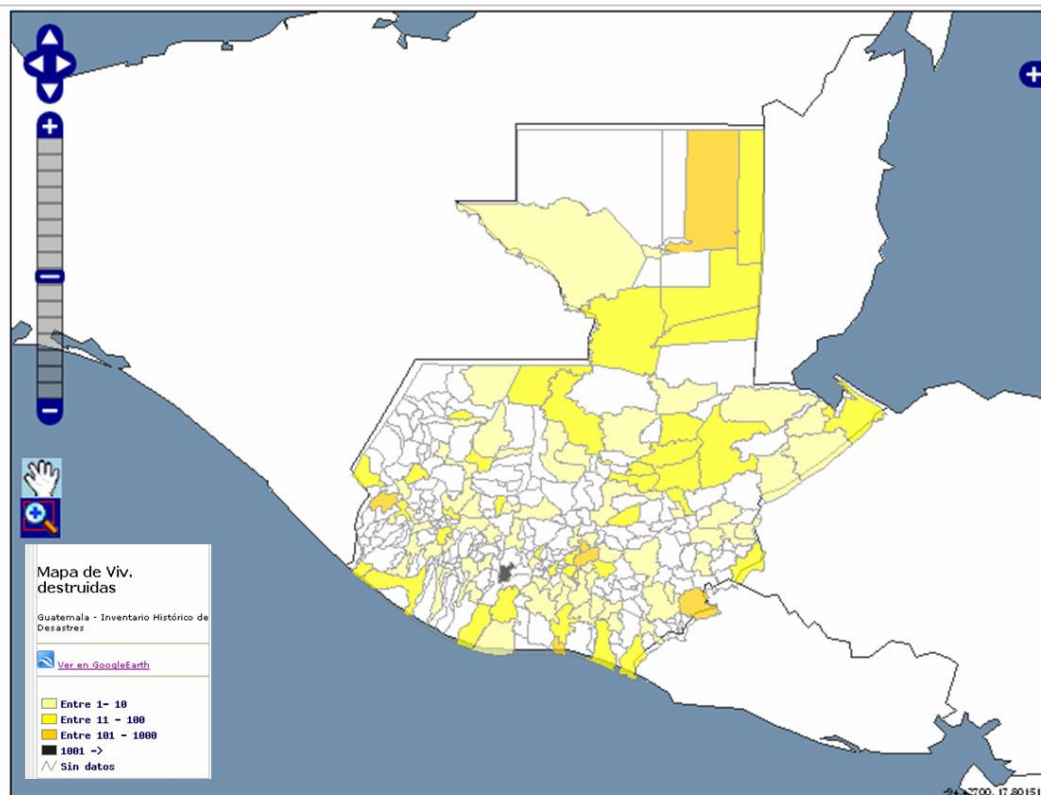 Mapa de Viv.
destruidas
Guatemala - Inventario Histórico de
Desastres
Ver en GoogleEarth
Entre 1- 10
Entre 11 - 100
Entre 101 - 1000
1001 ->
Sin datos